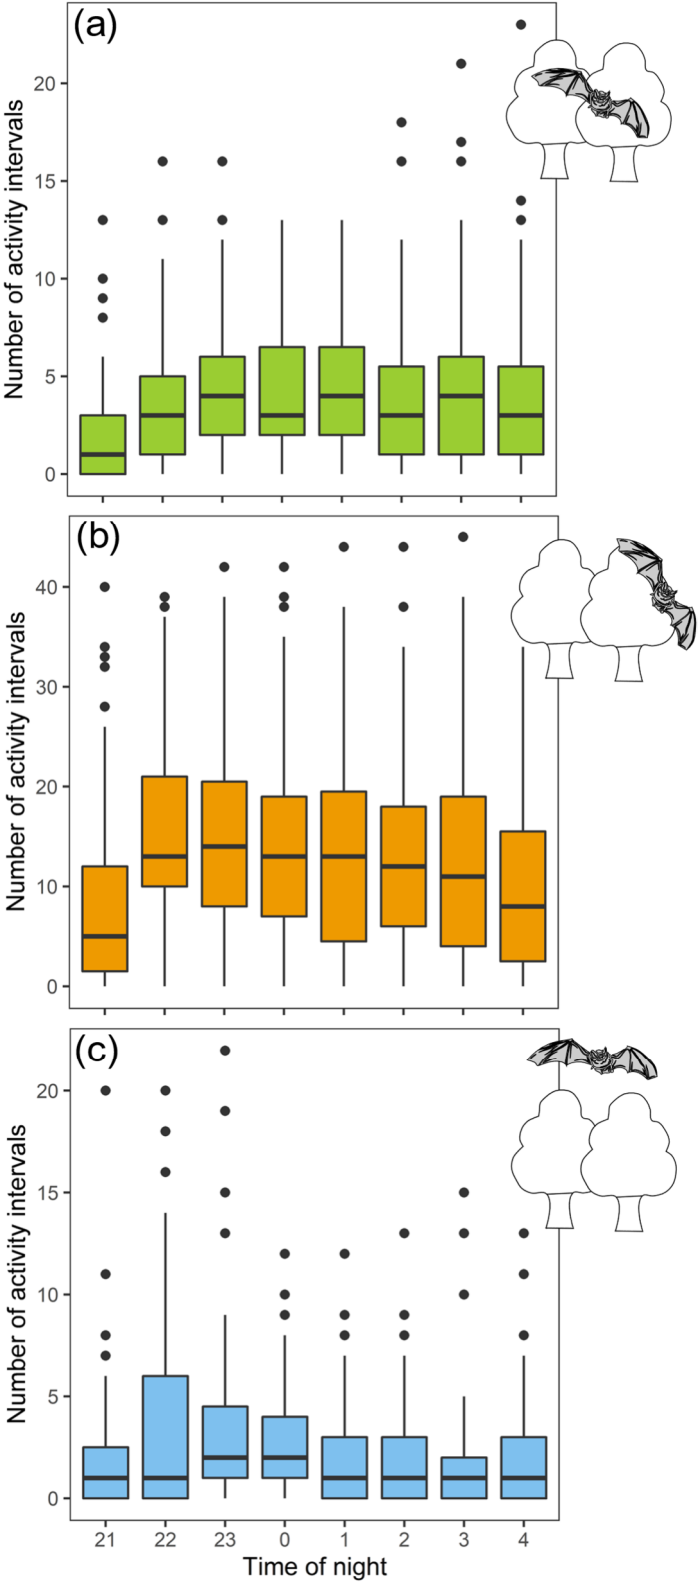 (a)
Number of activity intervals
20
15
10
5
0
(b)
Number of activity intervals
40
30
20
10
0
(c)
Number of activity intervals
20
15
10
5
0
21 22 23 0 1 2 3 4
Time of night